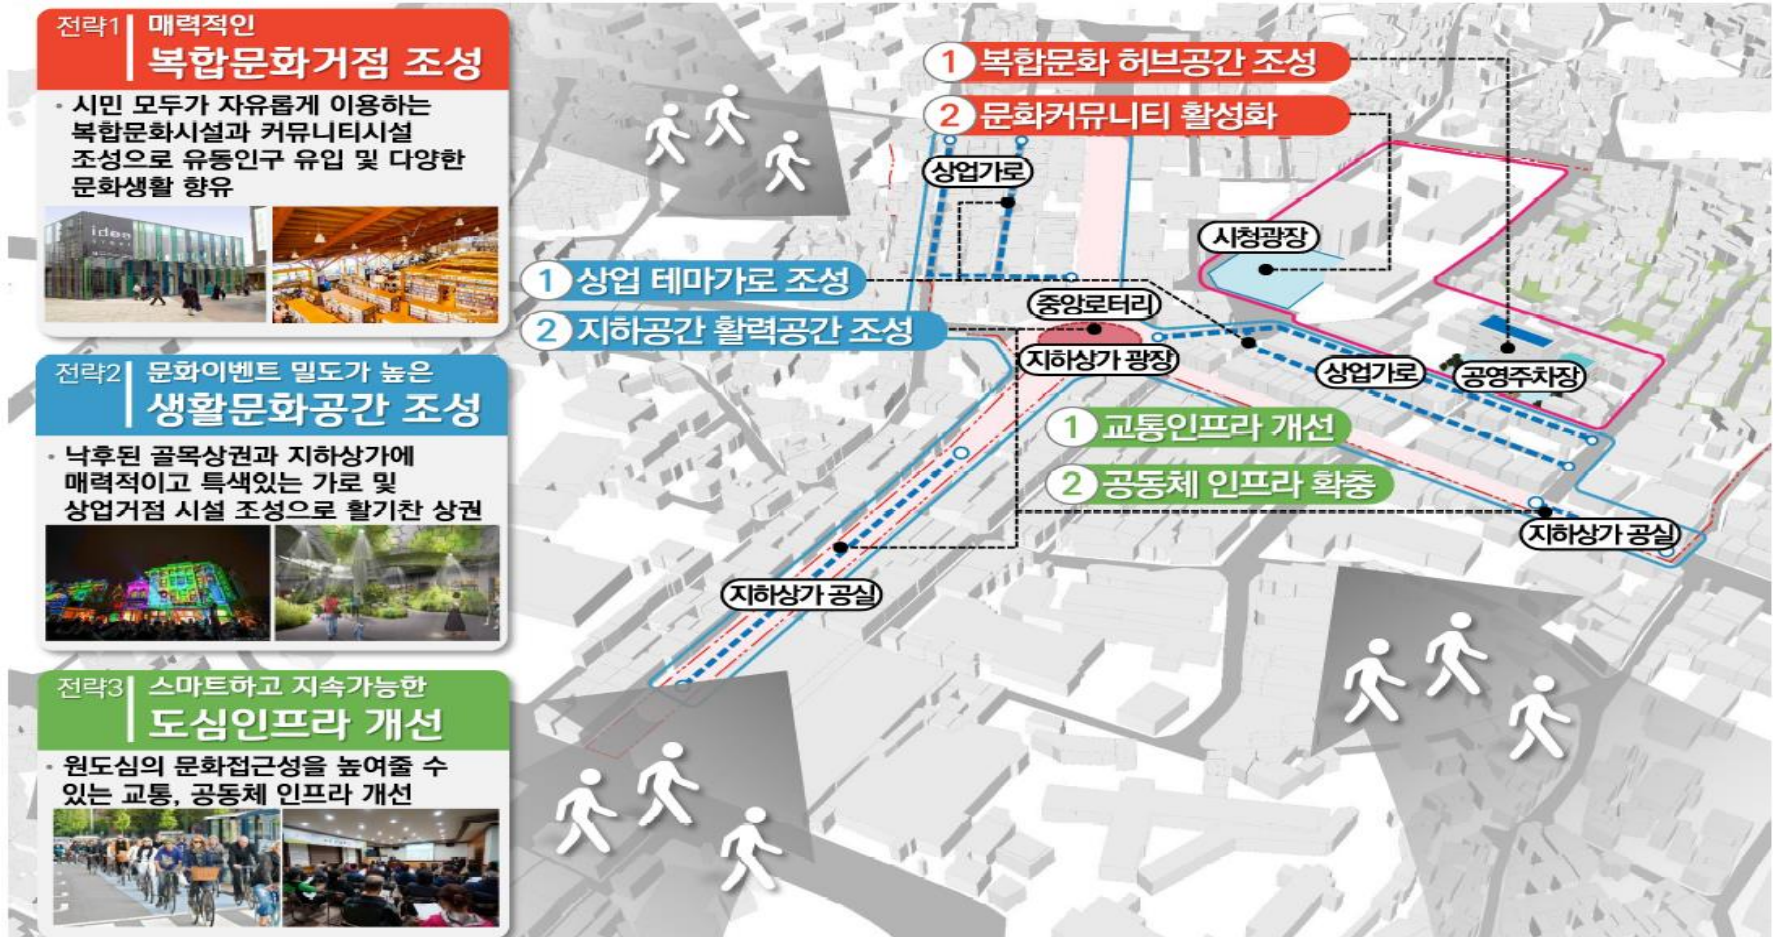 전략1
매력적인
복합문화거점 조성
· 시민 모두가 자유롭게 이용하는
복합문화시설과 커뮤니티시설
조성으로 유동인구 유입 및 다양한
문화생활 향유
idea
전략2
문화이벤트 밀도가 높은
생활문화공간 조성
· 낙후된 골목상권과 지하상가에
매력적이고 특색있는 가로 및
상업거점 시설 조성으로 활기찬 상권
전략3
스마트하고 지속가능한
도심인프라 개선
· 원도심의 문화접근성을 높여줄 수
있는 교통, 공동체 인프라 개선
1 복합문화 허브공간 조성
2 문화커뮤니티 활성화
상업가로
시청광장
1 상업 테마가로 조성
중앙로터리
2 지하공간 활력공간 조성
지하상가 광장
상업가로
공영주차장
1 교통인프라 개선
2 공동체 인프라 확충
지하상가 공실
지하상가 공실